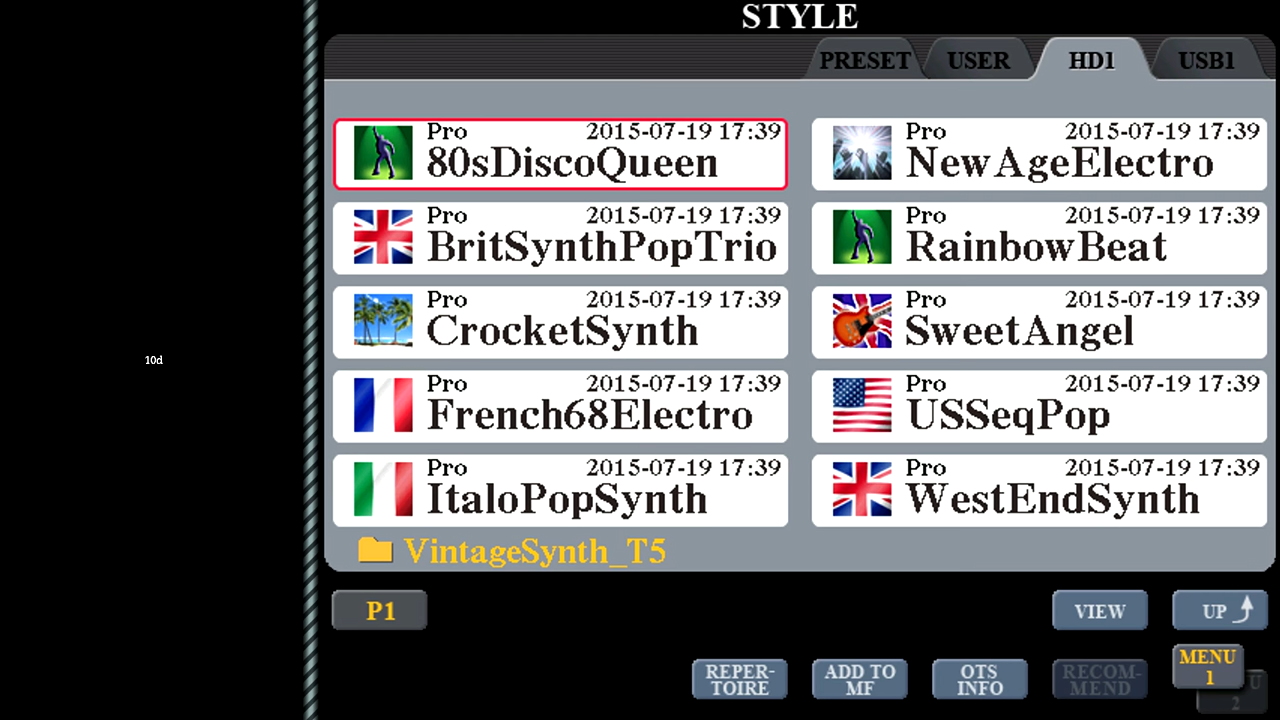 STYLE
PRESET USER HD1 USB1
Pro 2015-07-19 17:39
80sDiscoQueen
Pro 2015-07-19 17:39
NewAgeElectro
Pro 2015-07-19 17:39
BritSynthPopTrio
Pro 2015-07-19 17:39
RainbowBeat
Pro 2015-07-19 17:39
CrocketSynth
Pro 2015-07-19 17:39
SweetAngel
10d
Pro 2015-07-19 17:39
French68Electro
Pro 2015-07-19 17:39
USSeqPop
Pro 2015-07-19 17:39
ItaloPopSynth
Pro 2015-07-19 17:39
WestEndSynth
VintageSynth_T5
P1
VIEW
UP
REPER-
TOIRE
ADD TO
MF
OTS
INFO
RECOM-
MEND
MENU
1
U
2